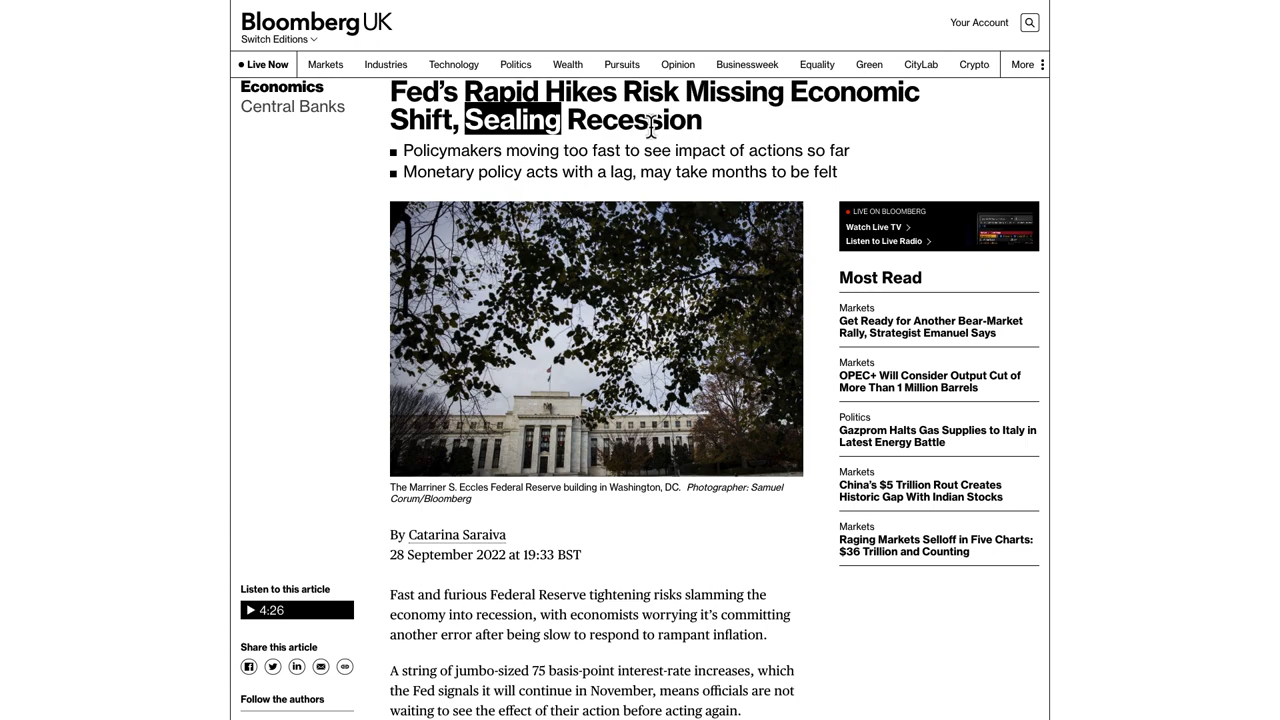 Bloomberg UK
Switch Editions
Your Account
Live Now
Markets
Industries
Technology
Politics
Wealth
Pursuits
Opinion
Businessweek
Equality
Green
CityLab
Crypto
More
Economics
Central Banks
Fed’s Rapid Hikes Risk Missing Economic
Shift, Sealing Recession
Policymakers moving too fast to see impact of actions so far
Monetary policy acts with a lag, may take months to be felt
The Marriner S. Eccles Federal Reserve building in Washington, DC. Photographer: Samuel
Corum/Bloomberg
By Catarina Saraiva
28 September 2022 at 19:33 BST
Listen to this article
4:26
Share this article
Follow the authors
Fast and furious Federal Reserve tightening risks slamming the
economy into recession, with economists worrying it’s committing
another error after being slow to respond to rampant inflation.
A string of jumbo-sized 75 basis-point interest-rate increases, which
the Fed signals it will continue in November, means officials are not
waiting to see the effect of their action before acting again.
LIVE ON BLOOMBERG
Watch Live TV
Listen to Live Radio
Most Read
Markets
Get Ready for Another Bear-Market
Rally, Strategist Emanuel Says
Markets
OPEC+ Will Consider Output Cut of
More Than 1 Million Barrels
Politics
Gazprom Halts Gas Supplies to Italy in
Latest Energy Battle
Markets
China’s $5 Trillion Rout Creates
Historic Gap With Indian Stocks
Markets
Raging Markets Selloff in Five Charts:
$36 Trillion and Counting